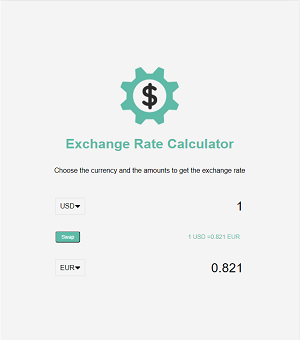 $
Exchange Rate Calculator
Choose the currency and the amounts to get the exchange rate
USD 1
Swap 1 USD =0.821 EUR
EUR 0.821